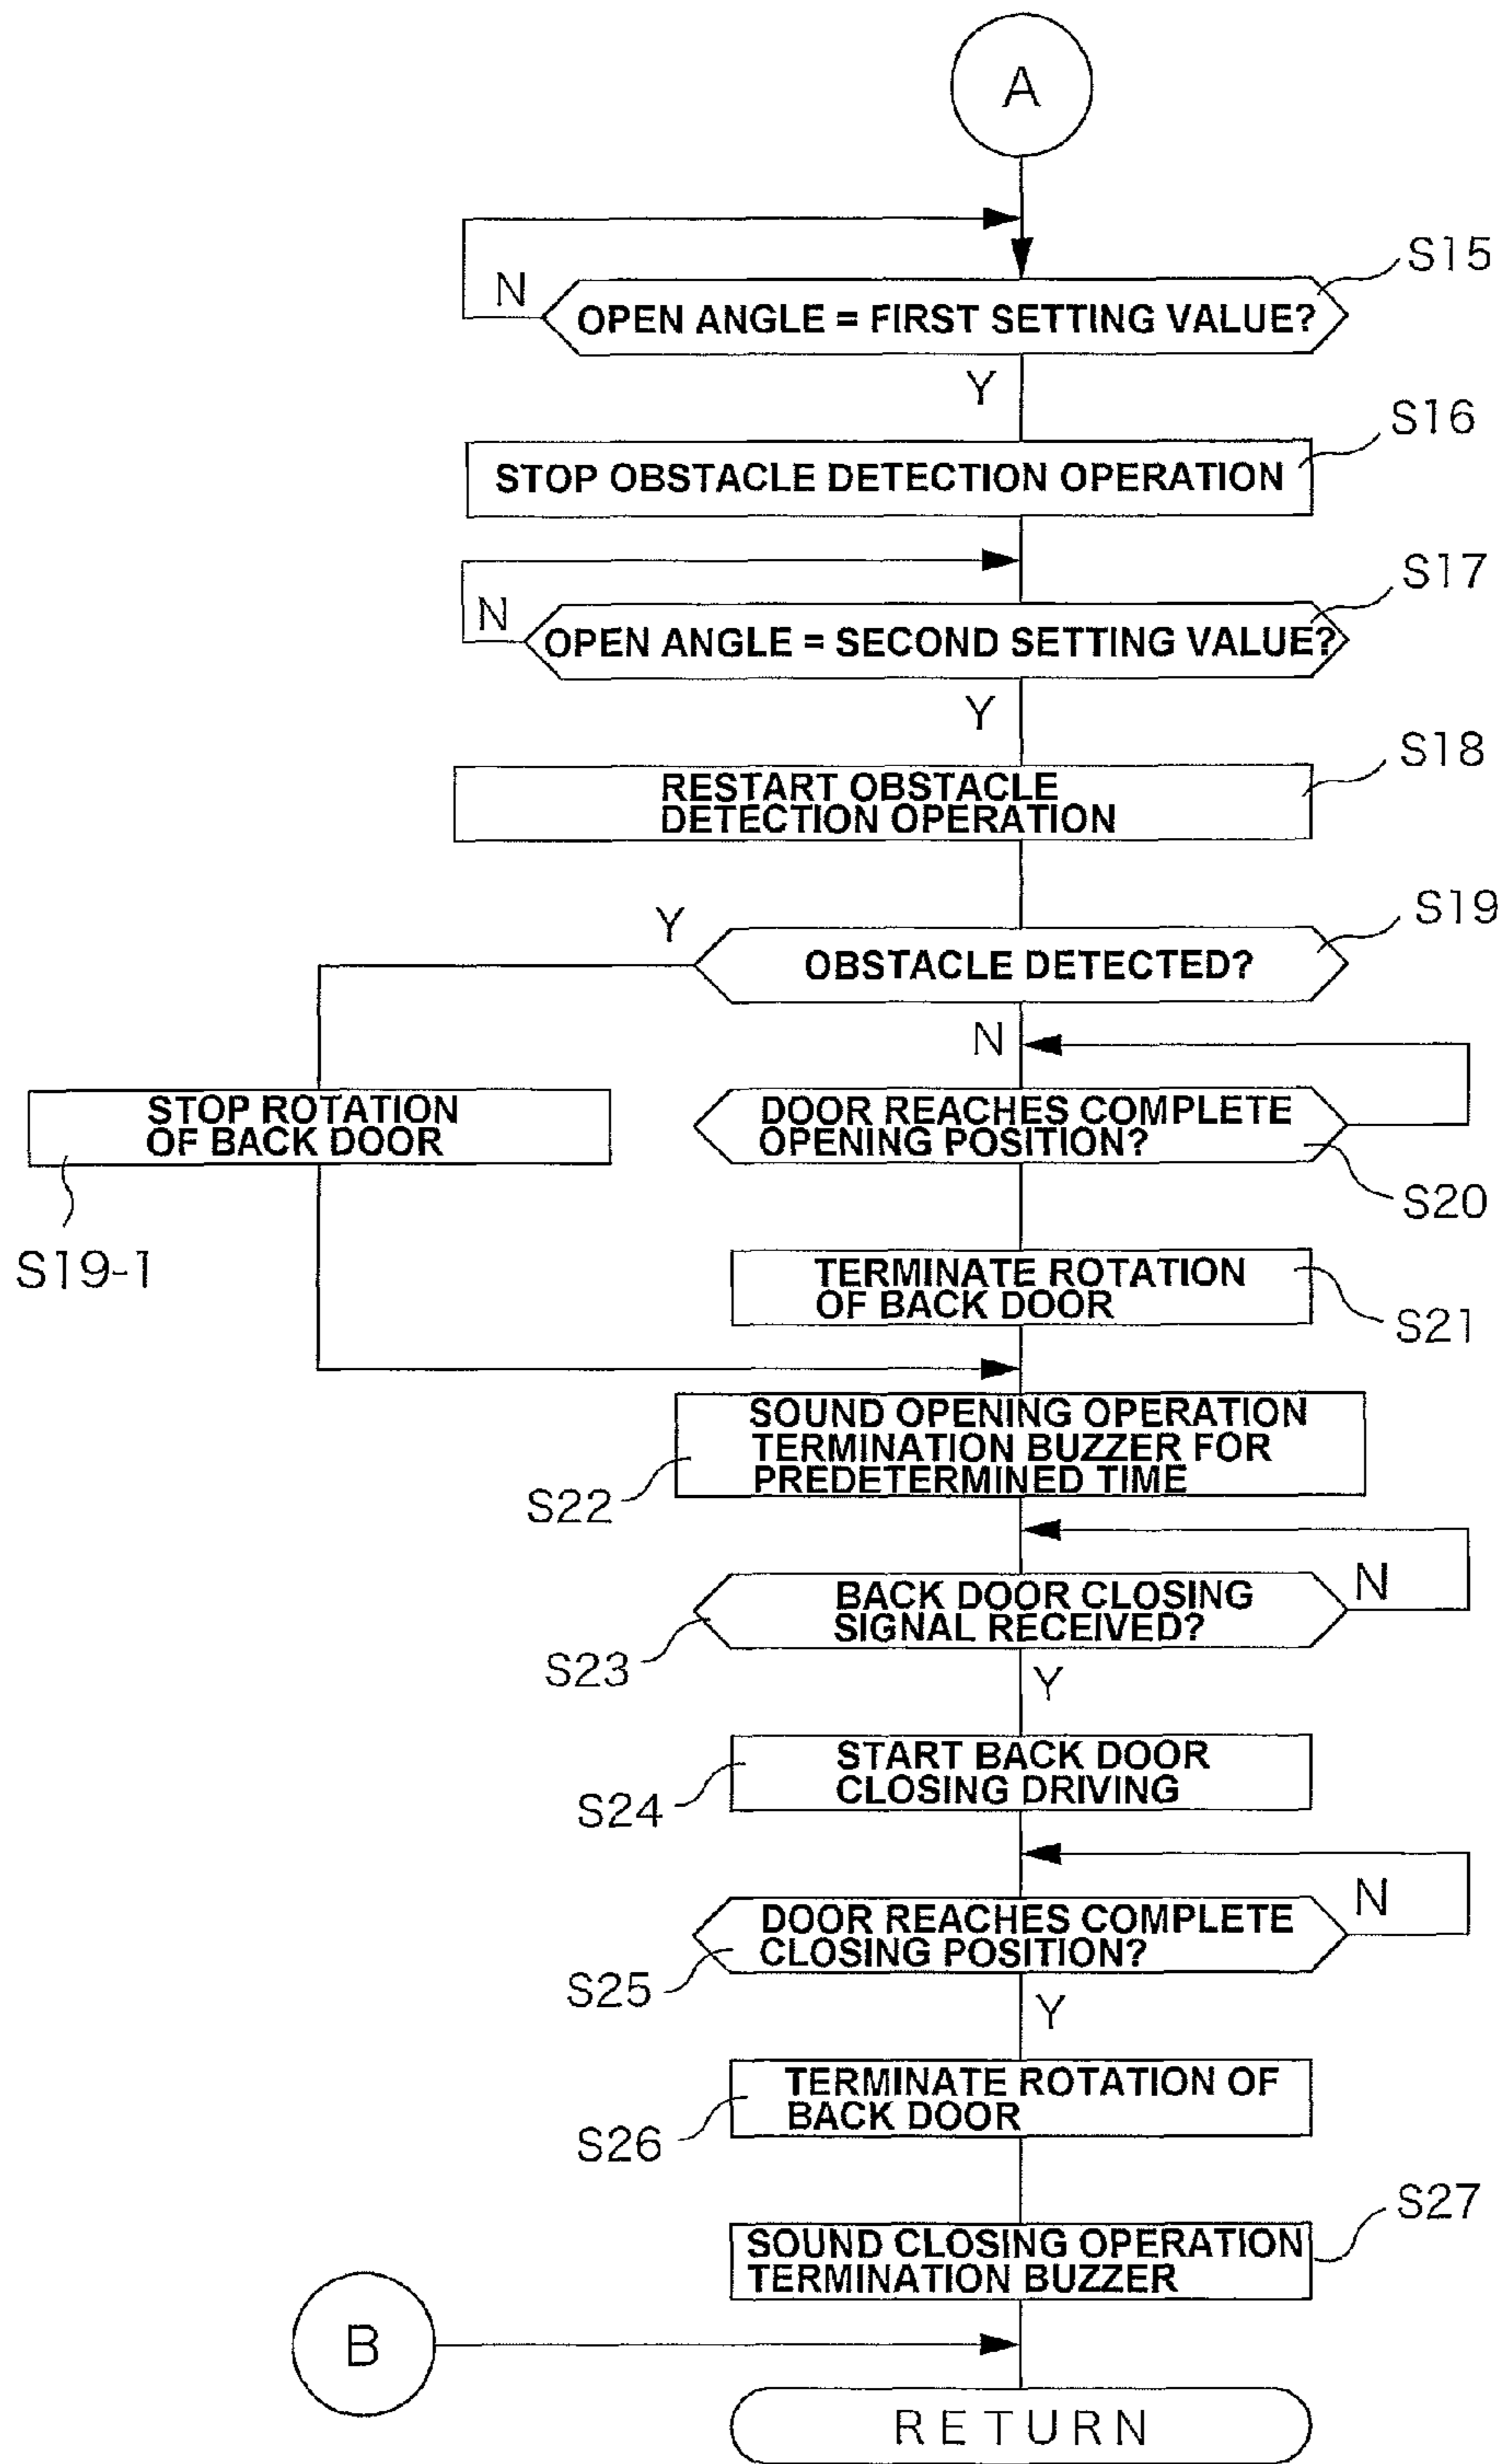 A
S15
N
OPEN ANGLE = FIRST SETTING VALUE?
Y
S16
STOP OBSTACLE DETECTION OPERATION
S17
N
OPEN ANGLE = SECOND SETTING VALUE?
Y
S18
RESTART OBSTACLE
DETECTION OPERATION
Y
S19
OBSTACLE DETECTED?
N
STOP ROTATION
OF BACK DOOR
DOOR REACHES COMPLETE
OPENING POSITION?
S20
S19-1
TERMINATE ROTATION
OF BACK DOOR
S21
SOUND OPENING OPERATION
TERMINATION BUZZER FOR
PREDETERMINED TIME
S22
BACK DOOR CLOSING
SIGNAL RECEIVED?
N
S23
Y
START BACK DOOR
CLOSING DRIVING
S24
DOOR REACHES COMPLETE
CLOSING POSITION?
N
S25
Y
TERMINATE ROTATION OF
BACK DOOR
S26
S27
SOUND CLOSING OPERATION
TERMINATION BUZZER
B
RETURN